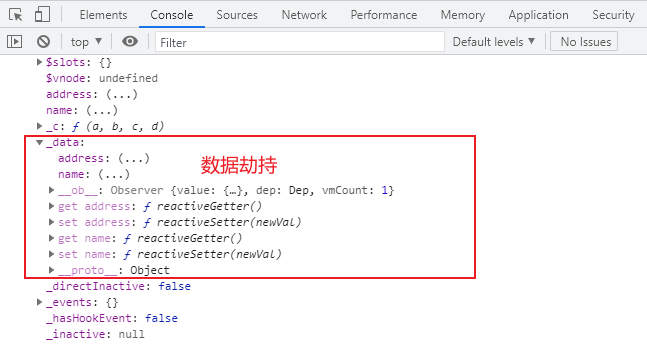 Elements Console Sources Network Performance Memory Application Security
top ▼ Filter Default levels ▼ No Issues
▶ $slots: {}
$vnode: undefined
address: (...)
name: (...)
▶ _c: ƒ (a, b, c, d)
▼ _data:
address: (...)
数据劫持
name: (...)
▶ __ob__: Observer {value: {…}, dep: Dep, vmCount: 1}
▶ get address: ƒ reactiveGetter()
▶ set address: ƒ reactiveSetter(newVal)
▶ get name: ƒ reactiveGetter()
▶ set name: ƒ reactiveSetter(newVal)
▶ __proto__: Object
_directInactive: false
▶ _events: {}
_hasHookEvent: false
_inactive: null